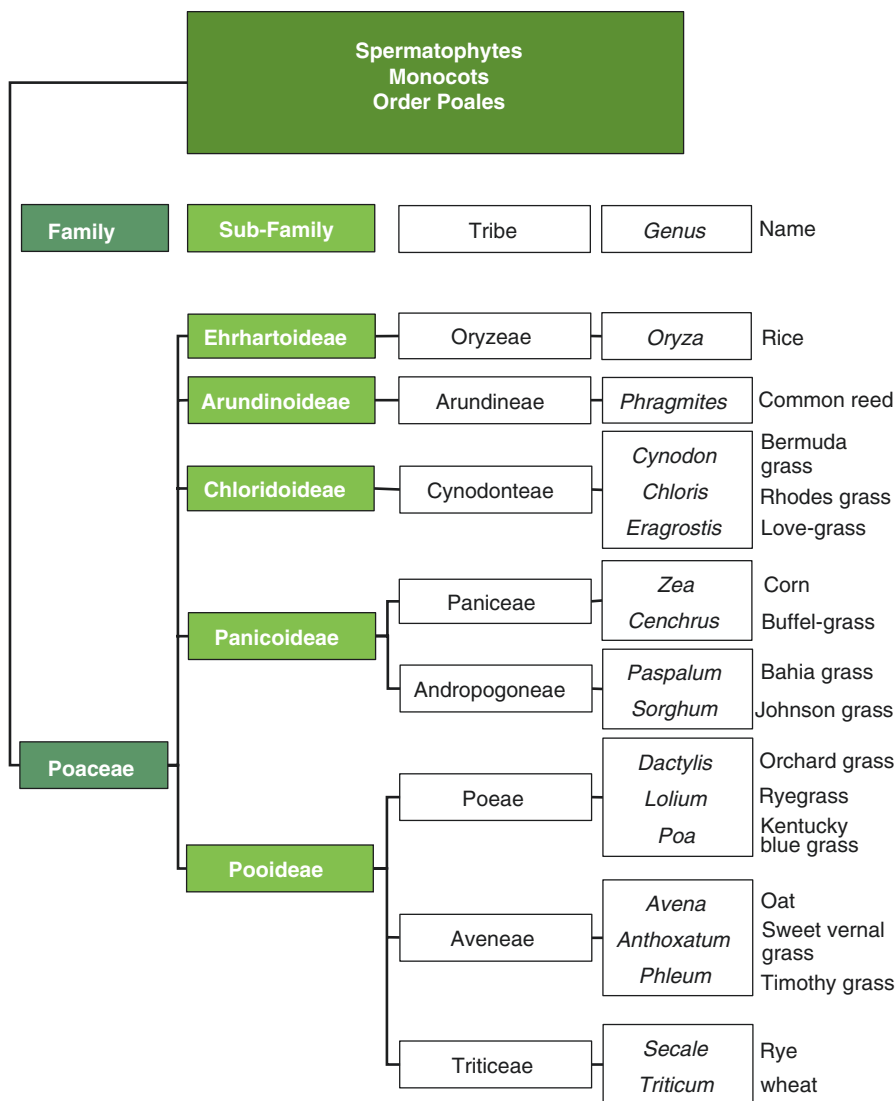 Spermatophytes
Monocots
Order Poales
Family
Sub-Family
Tribe
Genus
Name
Ehrhartoideae
Oryzeae
Oryza
Rice
Arundinoideae
Arundineae
Phragmites
Common reed
Chloridoideae
Cynodonteae
Cynodon
Bermuda
grass
Chloris
Rhodes grass
Eragrostis
Love-grass
Panicoideae
Paniceae
Zea
Corn
Cenchrus
Buffel-grass
Andropogoneae
Paspalum
Bahia grass
Sorghum
Johnson grass
Poaceae
Pooideae
Poeae
Dactylis
Orchard grass
Lolium
Ryegrass
Poa
Kentucky
blue grass
Aveneae
Avena
Oat
Anthoxatum
Sweet vernal
grass
Phleum
Timothy grass
Triticeae
Secale
Rye
Triticum
wheat